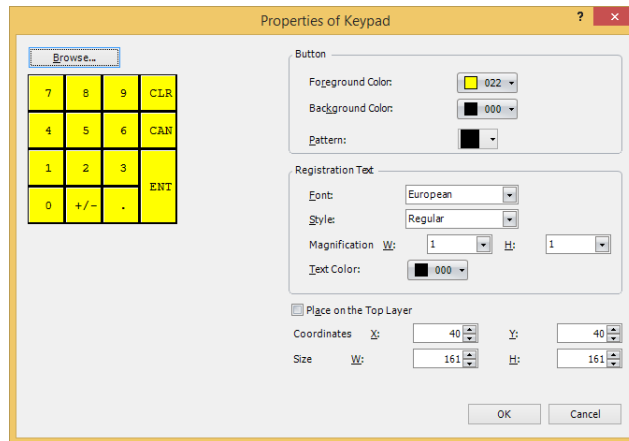 Properties of Keypad
?
Browse...
7 8 9 CLR
4 5 6 CAN
1 2 3
ENT
0 +/- .
Button
Foreground Color: 022
Background Color: 000
Pattern:
Registration Text
Font: European
Style: Regular
Magnification W: 1 H: 1
Text Color: 000
Place on the Top Layer
Coordinates X: 40 Y: 40
Size W: 161 H: 161
OK Cancel